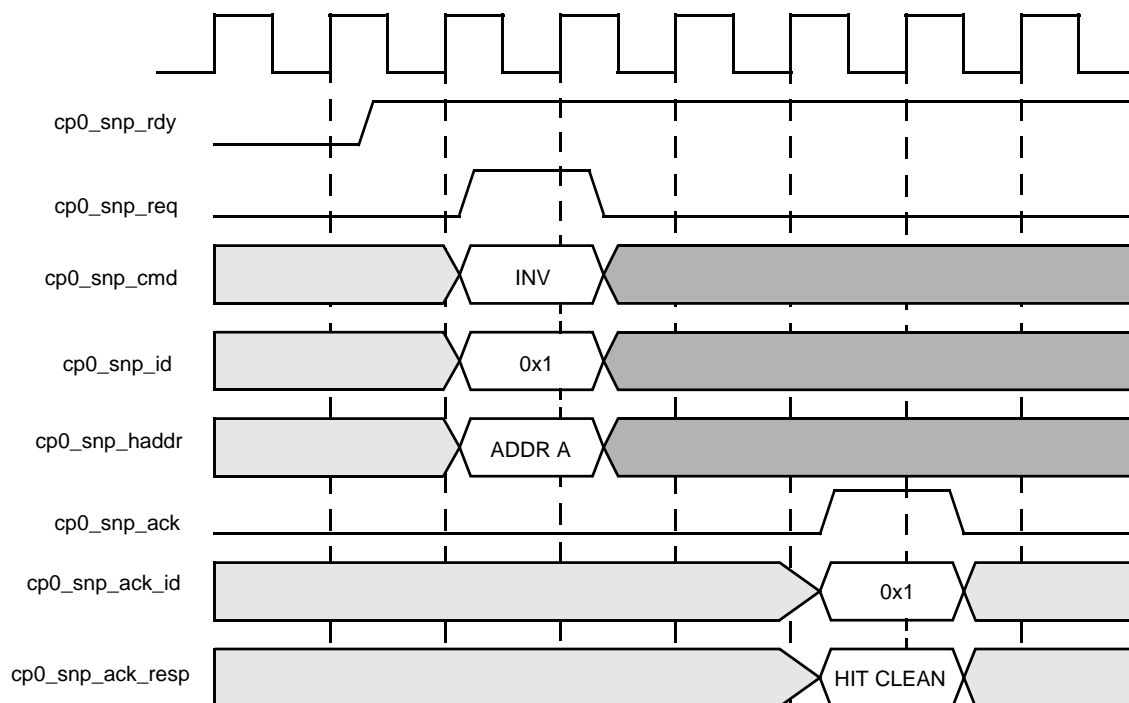 cp0_snp_rdy
cp0_snp_req
cp0_snp_cmd INV
cp0_snp_id 0x1
cp0_snp_haddr ADDR A
cp0_snp_ack
cp0_snp_ack_id 0x1
cp0_snp_ack_resp HIT CLEAN